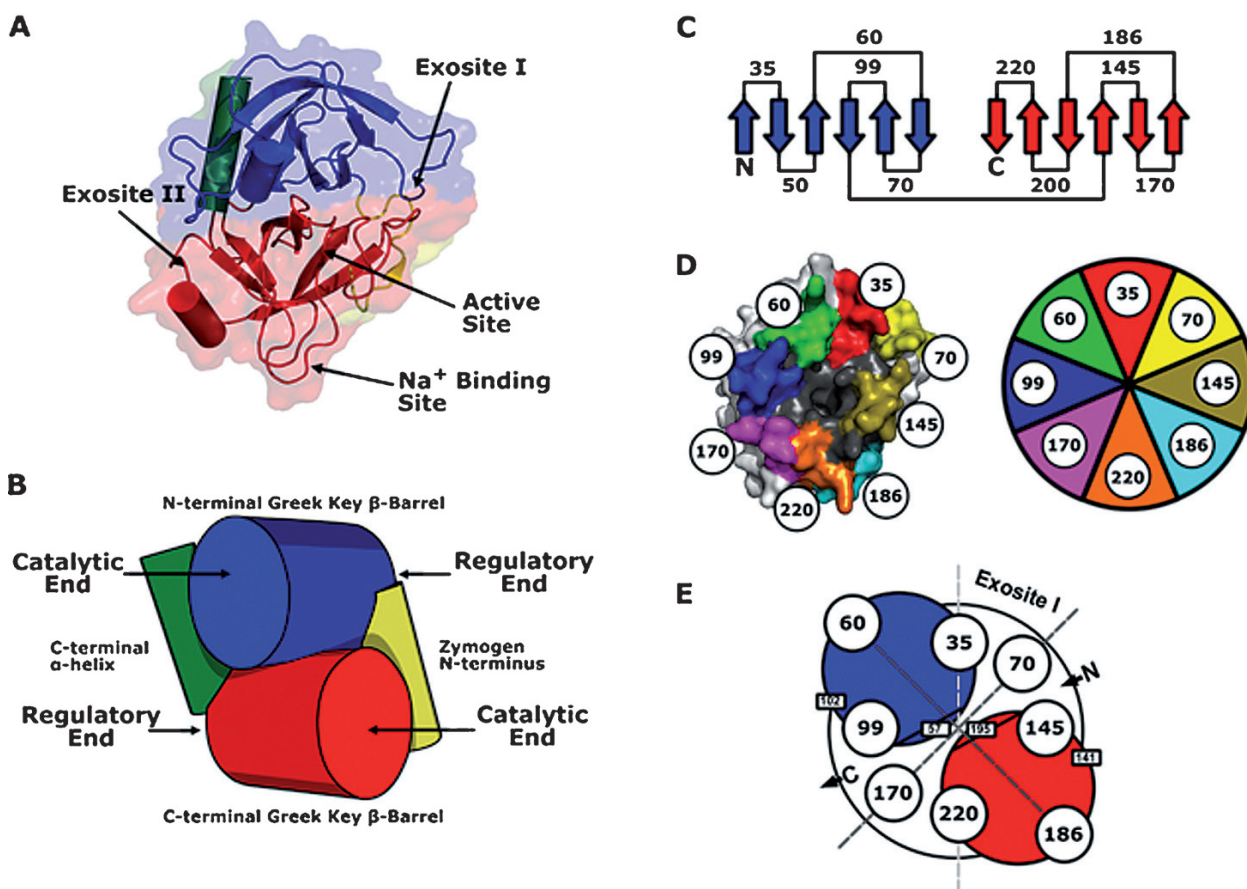 A
Exosite I
Exosite II
Active
Site
Na+ Binding
Site
B
N-terminal Greek Key β-Barrel
Catalytic
End
Regulatory
End
C-terminal
α-helix
Zymogen
N-terminus
Regulatory
End
Catalytic
End
C-terminal Greek Key β-Barrel
C
60
186
35
99
220
145
N
C
50
70
200
170
D
60
35
99
70
145
170
220
186
35
60
70
99
145
170
186
220
E
Exosite I
60
35
70
N
102
99
57
195
145
141
C
170
220
186